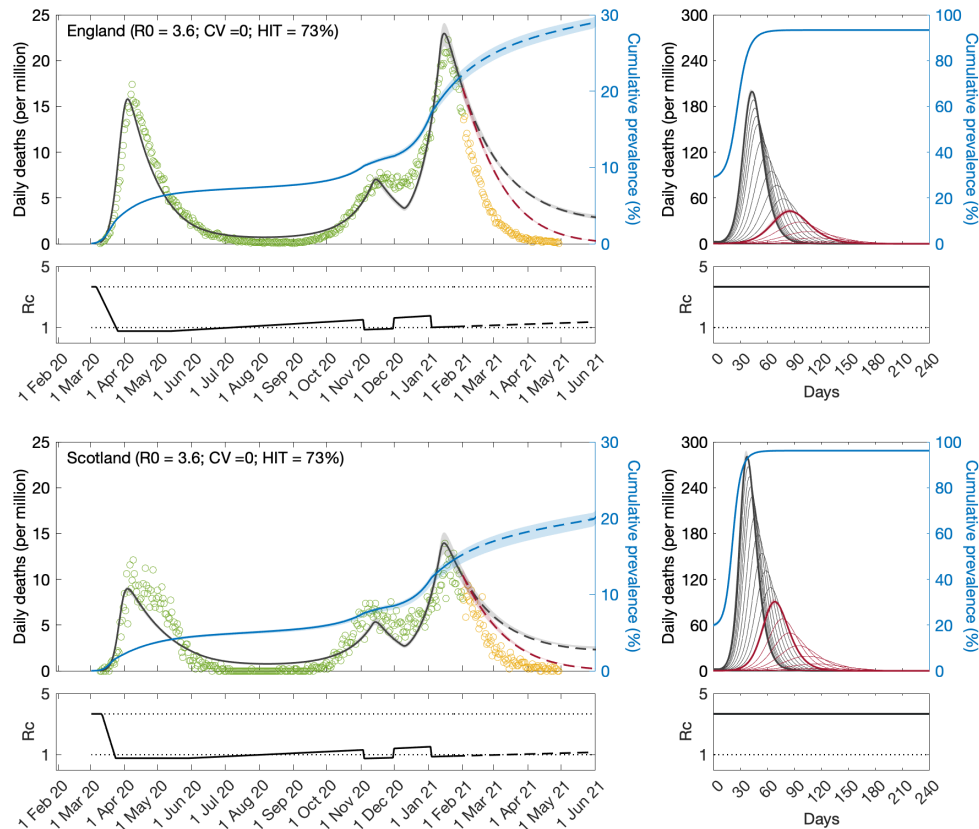 England (R0 = 3.6; CV =0; HIT = 73%)
Daily deaths (per million)
25
20
15
10
5
0
30
20
10
0
Cumulative prevalence (%)
Daily deaths (per million)
300
240
180
120
60
0
100
80
60
40
20
0
Cumulative prevalence (%)
Rc
5
1
1 Feb 20
1 Mar 20
1 Apr 20
1 May 20
1 Jun 20
1 Jul 20
1 Aug 20
1 Sep 20
1 Oct 20
1 Nov 20
1 Dec 20
1 Jan 21
1 Feb 21
1 Mar 21
1 Apr 21
1 May 21
1 Jun 21
Rc
5
1
0
30
60
90
120
150
180
210
240
Days
Scotland (R0 = 3.6; CV =0; HIT = 73%)
Daily deaths (per million)
25
20
15
10
5
0
30
20
10
0
Cumulative prevalence (%)
Daily deaths (per million)
300
240
180
120
60
0
100
80
60
40
20
0
Cumulative prevalence (%)
Rc
5
1
1 Feb 20
1 Mar 20
1 Apr 20
1 May 20
1 Jun 20
1 Jul 20
1 Aug 20
1 Sep 20
1 Oct 20
1 Nov 20
1 Dec 20
1 Jan 21
1 Feb 21
1 Mar 21
1 Apr 21
1 May 21
1 Jun 21
Rc
5
1
0
30
60
90
120
150
180
210
240
Days